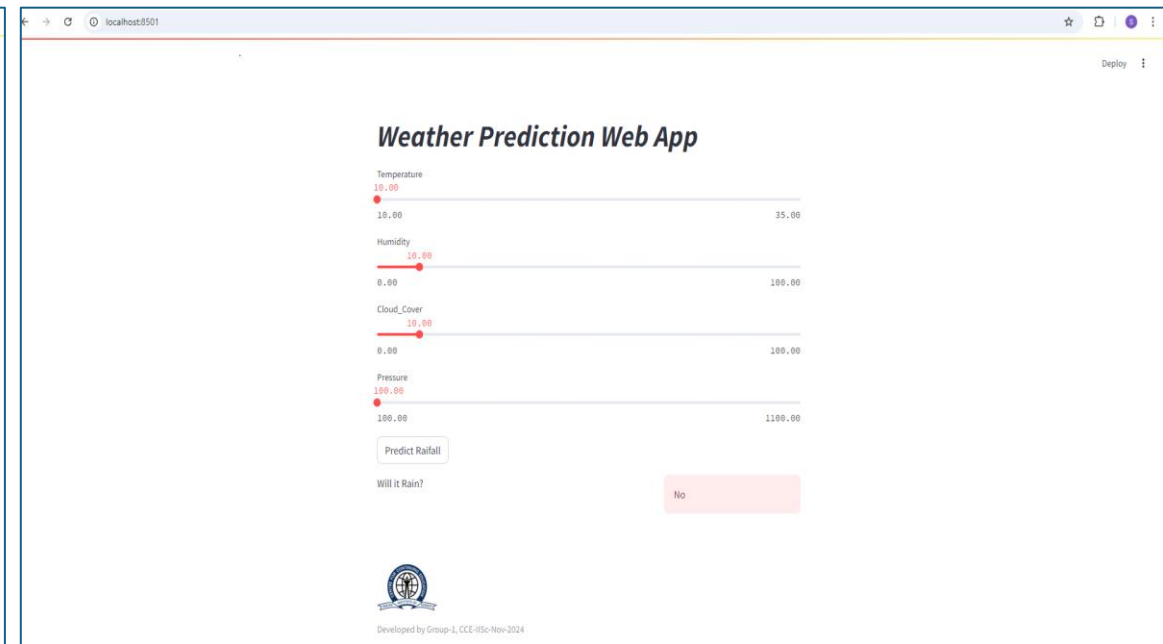 localhost:8501
Deploy
Weather Prediction Web App
Temperature
10.00
10.00 35.00
Humidity
10.00
0.00 100.00
Cloud_Cover
10.00
0.00 100.00
Pressure
100.00
100.00 1100.00
Predict Raifall
Will it Rain?
No
Developed by Group-1, CCE-IISc-Nov-2024